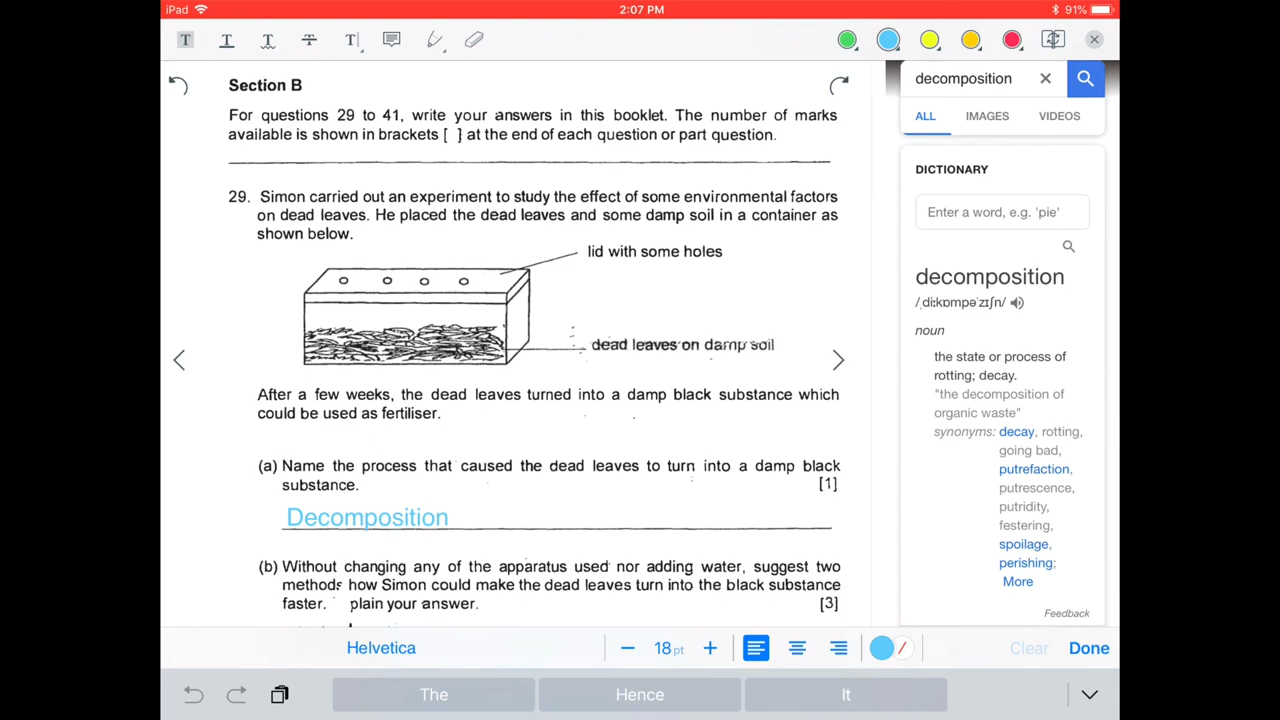 iPad
2:07 PM
91%
Section B
For questions 29 to 41, write your answers in this booklet. The number of marks
available is shown in brackets [ ] at the end of each question or part question.
29. Simon carried out an experiment to study the effect of some environmental factors
on dead leaves. He placed the dead leaves and some damp soil in a container as
shown below.
lid with some holes
dead leaves on damp soil
After a few weeks, the dead leaves turned into a damp black substance which
could be used as fertiliser.
(a) Name the process that caused the dead leaves to turn into a damp black
substance. [1]
Decomposition
(b) Without changing any of the apparatus used nor adding water, suggest two
methods how Simon could make the dead leaves turn into the black substance
faster. plain your answer. [3]
decomposition
ALL IMAGES VIDEOS
DICTIONARY
Enter a word, e.g. 'pie'
decomposition
/ˌdiːkɒmpəˈzɪʃn/
noun
the state or process of
rotting; decay.
"the decomposition of
organic waste"
synonyms: decay, rotting,
going bad,
putrefaction,
putrescence,
putridity,
festering,
spoilage,
perishing;
More
Feedback
Helvetica
18pt
Clear Done
The Hence It